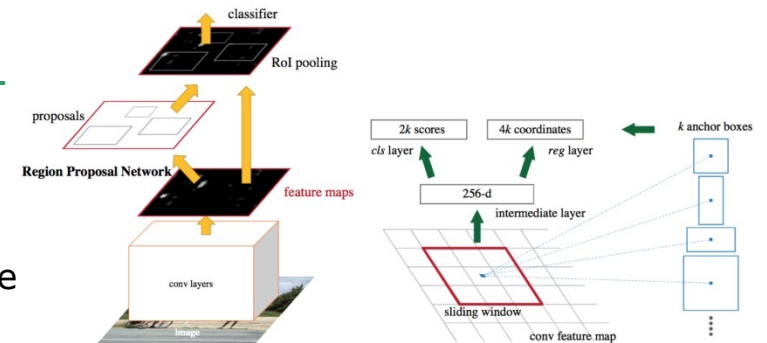 classifier
RoI pooling
proposals
Region Proposal Network
feature maps
conv layers
image
e
2k scores
4k coordinates
k anchor boxes
cls layer
reg layer
256-d
intermediate layer
sliding window
conv feature map